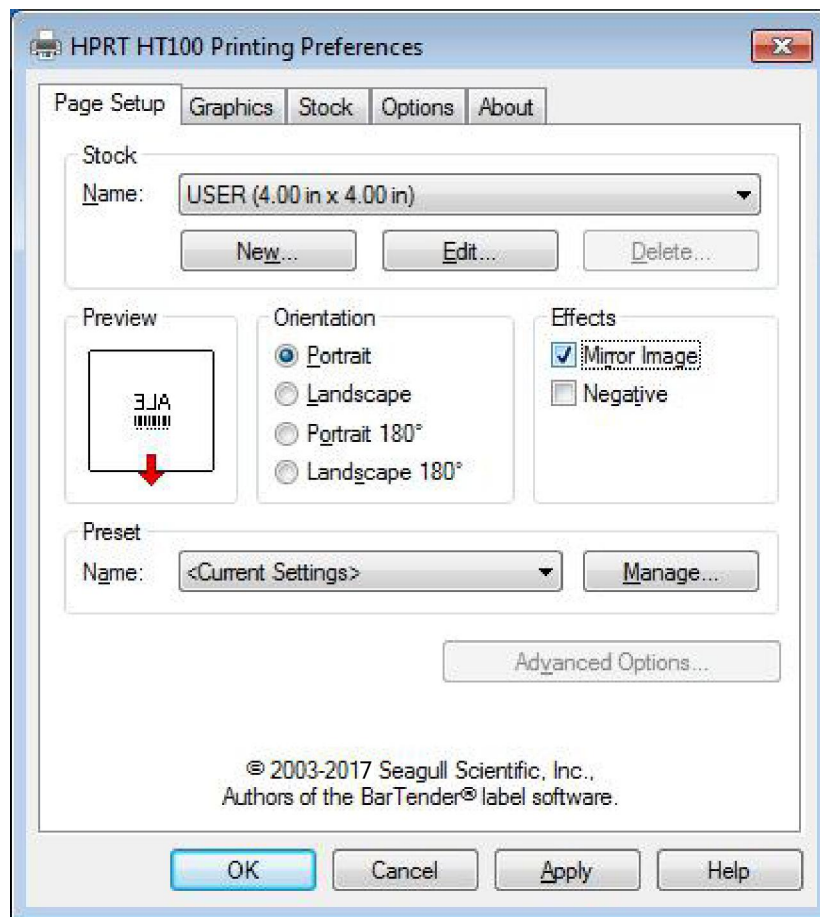 HPRT HT100 Printing Preferences
Page Setup Graphics Stock Options About
Stock
Name: USER (4.00 in x 4.00 in)
New... Edit... Delete...
Preview
ALE
Orientation
Portrait
Landscape
Portrait 180°
Landscape 180°
Effects
Mirror Image
Negative
Preset
Name: <Current Settings> Manage...
Advanced Options...
© 2003-2017 Seagull Scientific, Inc.,
Authors of the BarTender® label software.
OK Cancel Apply Help